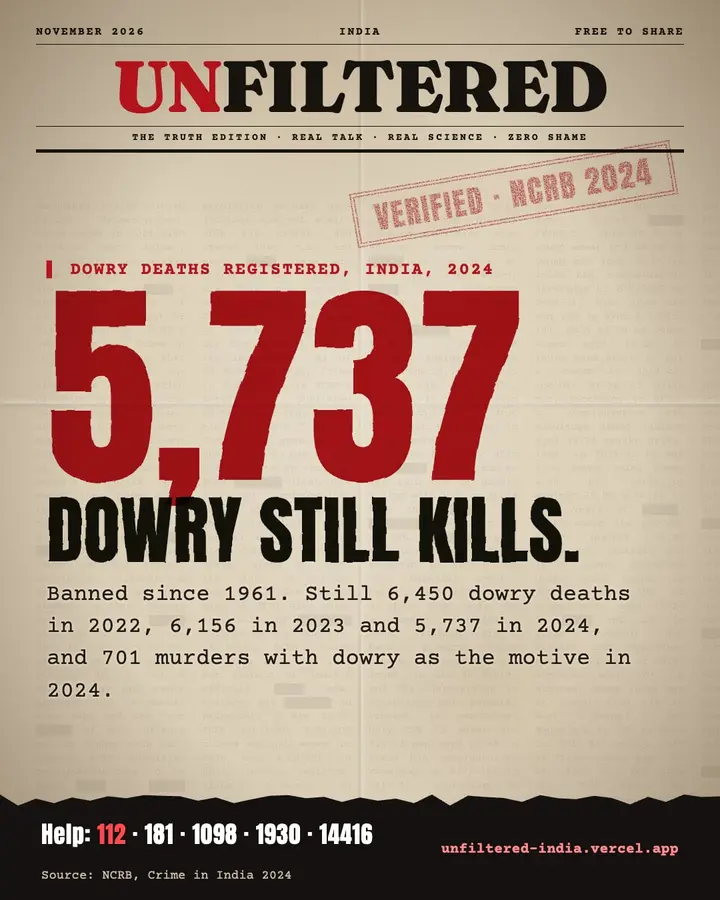 NOVEMBER 2026 INDIA FREE TO SHARE
UNFILTERED
THE TRUTH EDITION · REAL TALK · REAL SCIENCE · ZERO SHAME
VERIFIED · NCRB 2024
DOWRY DEATHS REGISTERED, INDIA, 2024
5,737
DOWRY STILL KILLS.
Banned since 1961. Still 6,450 dowry deaths
in 2022, 6,156 in 2023 and 5,737 in 2024,
and 701 murders with dowry as the motive in
2024.
Help: 112 · 181 · 1098 · 1930 · 14416
unfiltered-india.vercel.app
Source: NCRB, Crime in India 2024